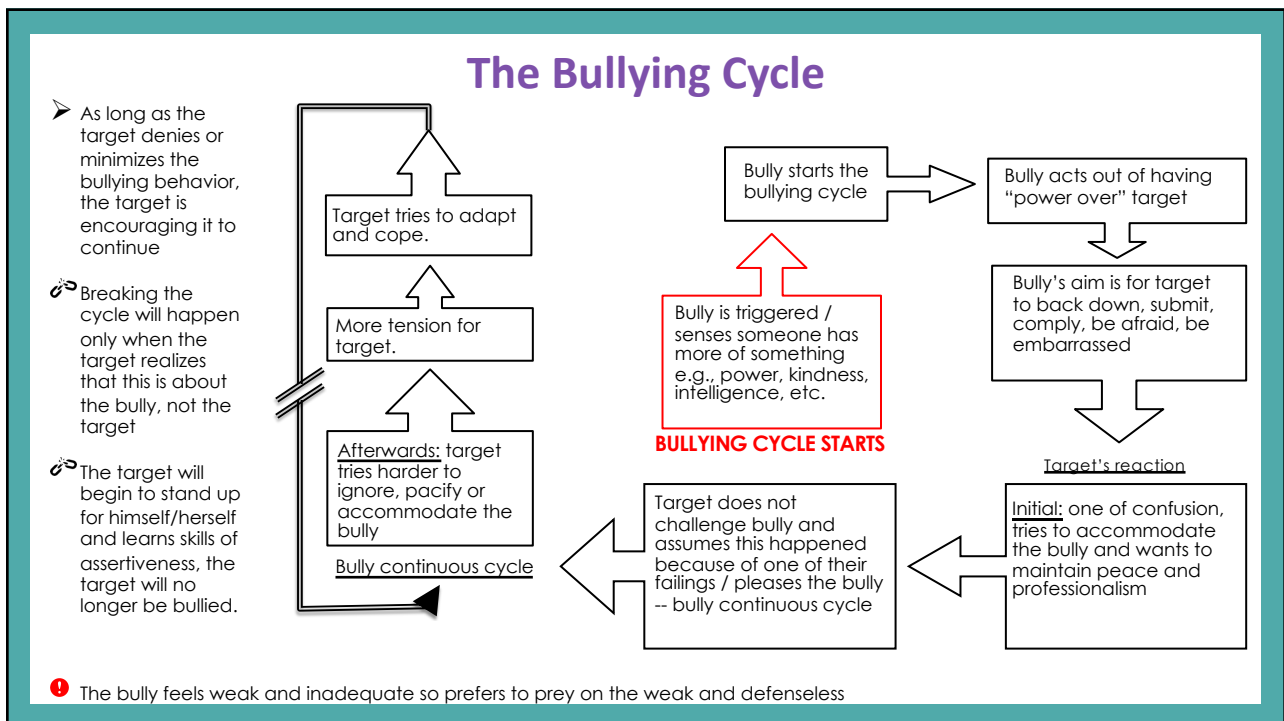 The Bullying Cycle
As long as the
target denies or
minimizes the
bullying behavior,
the target is
encouraging it to
continue
Breaking the
cycle will happen
only when the
target realizes
that this is about
the bully, not the
target
The target will
begin to stand up
for himself/herself
and learns skills of
assertiveness, the
target will no
longer be bullied.
Bully is triggered /
senses someone has
more of something
e.g., power, kindness,
intelligence, etc.
BULLYING CYCLE STARTS
Bully starts the
bullying cycle
Bully acts out of having
“power over” target
Bully’s aim is for target
to back down, submit,
comply, be afraid, be
embarrassed
Target’s reaction
Initial: one of confusion,
tries to accommodate
the bully and wants to
maintain peace and
professionalism
Target does not
challenge bully and
assumes this happened
because of one of their
failings / pleases the bully
-- bully continuous cycle
Bully continuous cycle
Afterwards: target
tries harder to
ignore, pacify or
accommodate the
bully
More tension for
target.
Target tries to adapt
and cope.
The bully feels weak and inadequate so prefers to prey on the weak and defenseless